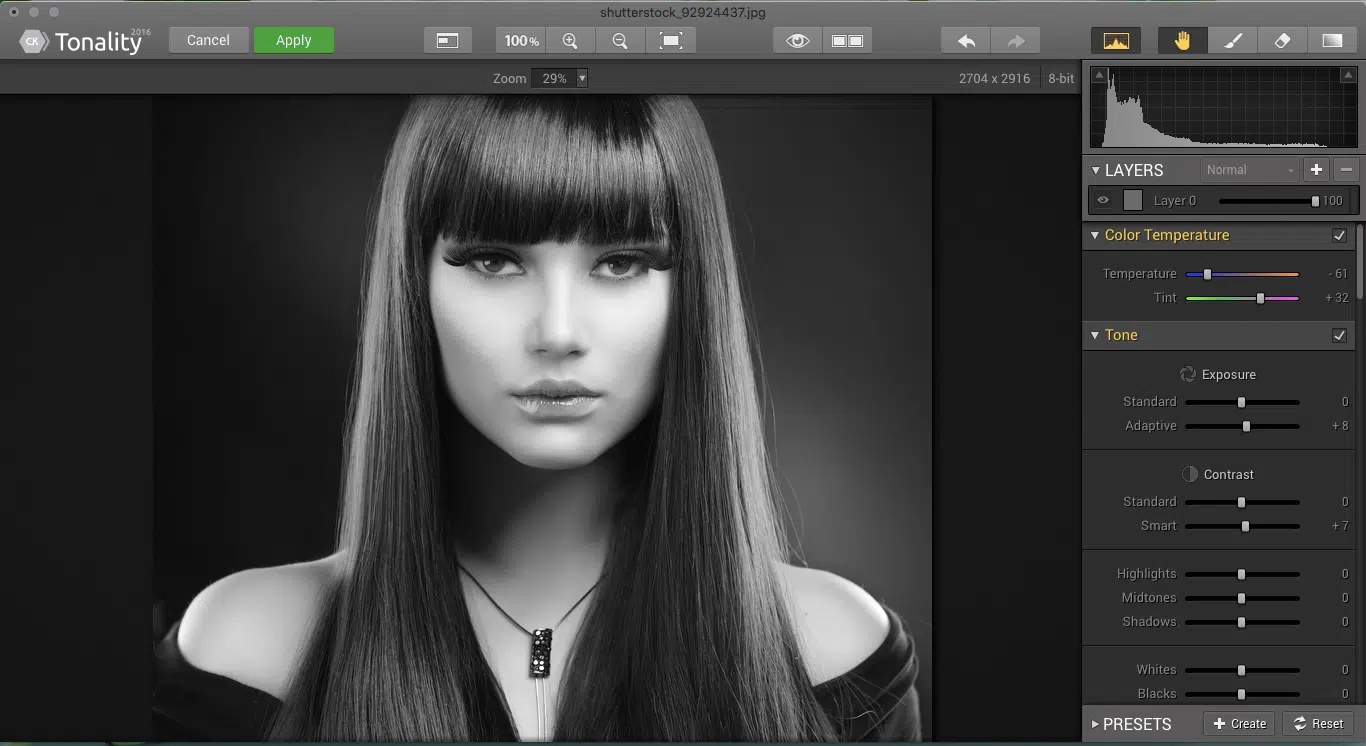 shutterstock_92924437.jpg
CK Tonality 2016
Cancel
Apply
100%
Zoom 29%
2704 x 2916
8-bit
LAYERS
Normal
Layer 0
100
Color Temperature
Temperature - 61
Tint + 32
Tone
Exposure
Standard 0
Adaptive + 8
Contrast
Standard 0
Smart + 7
Highlights 0
Midtones 0
Shadows 0
Whites 0
Blacks 0
PRESETS
Create
Reset